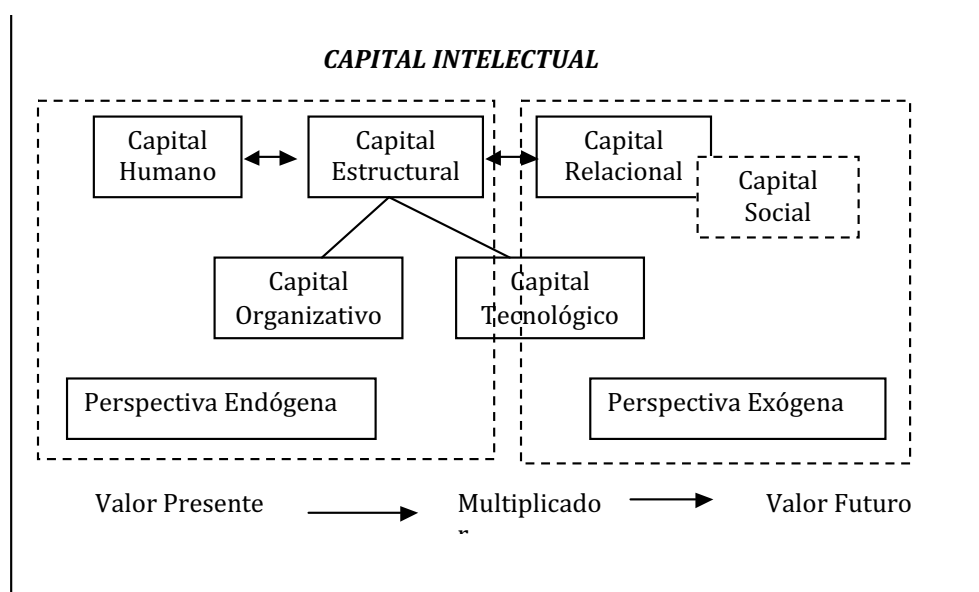 CAPITAL INTELECTUAL
Capital
Humano
Capital
Estructural
Capital
Relacional
Capital
Social
Capital
Organizativo
Capital
Tecnológico
Perspectiva Endógena
Perspectiva Exógena
Valor Presente
Multiplicado
r
Valor Futuro